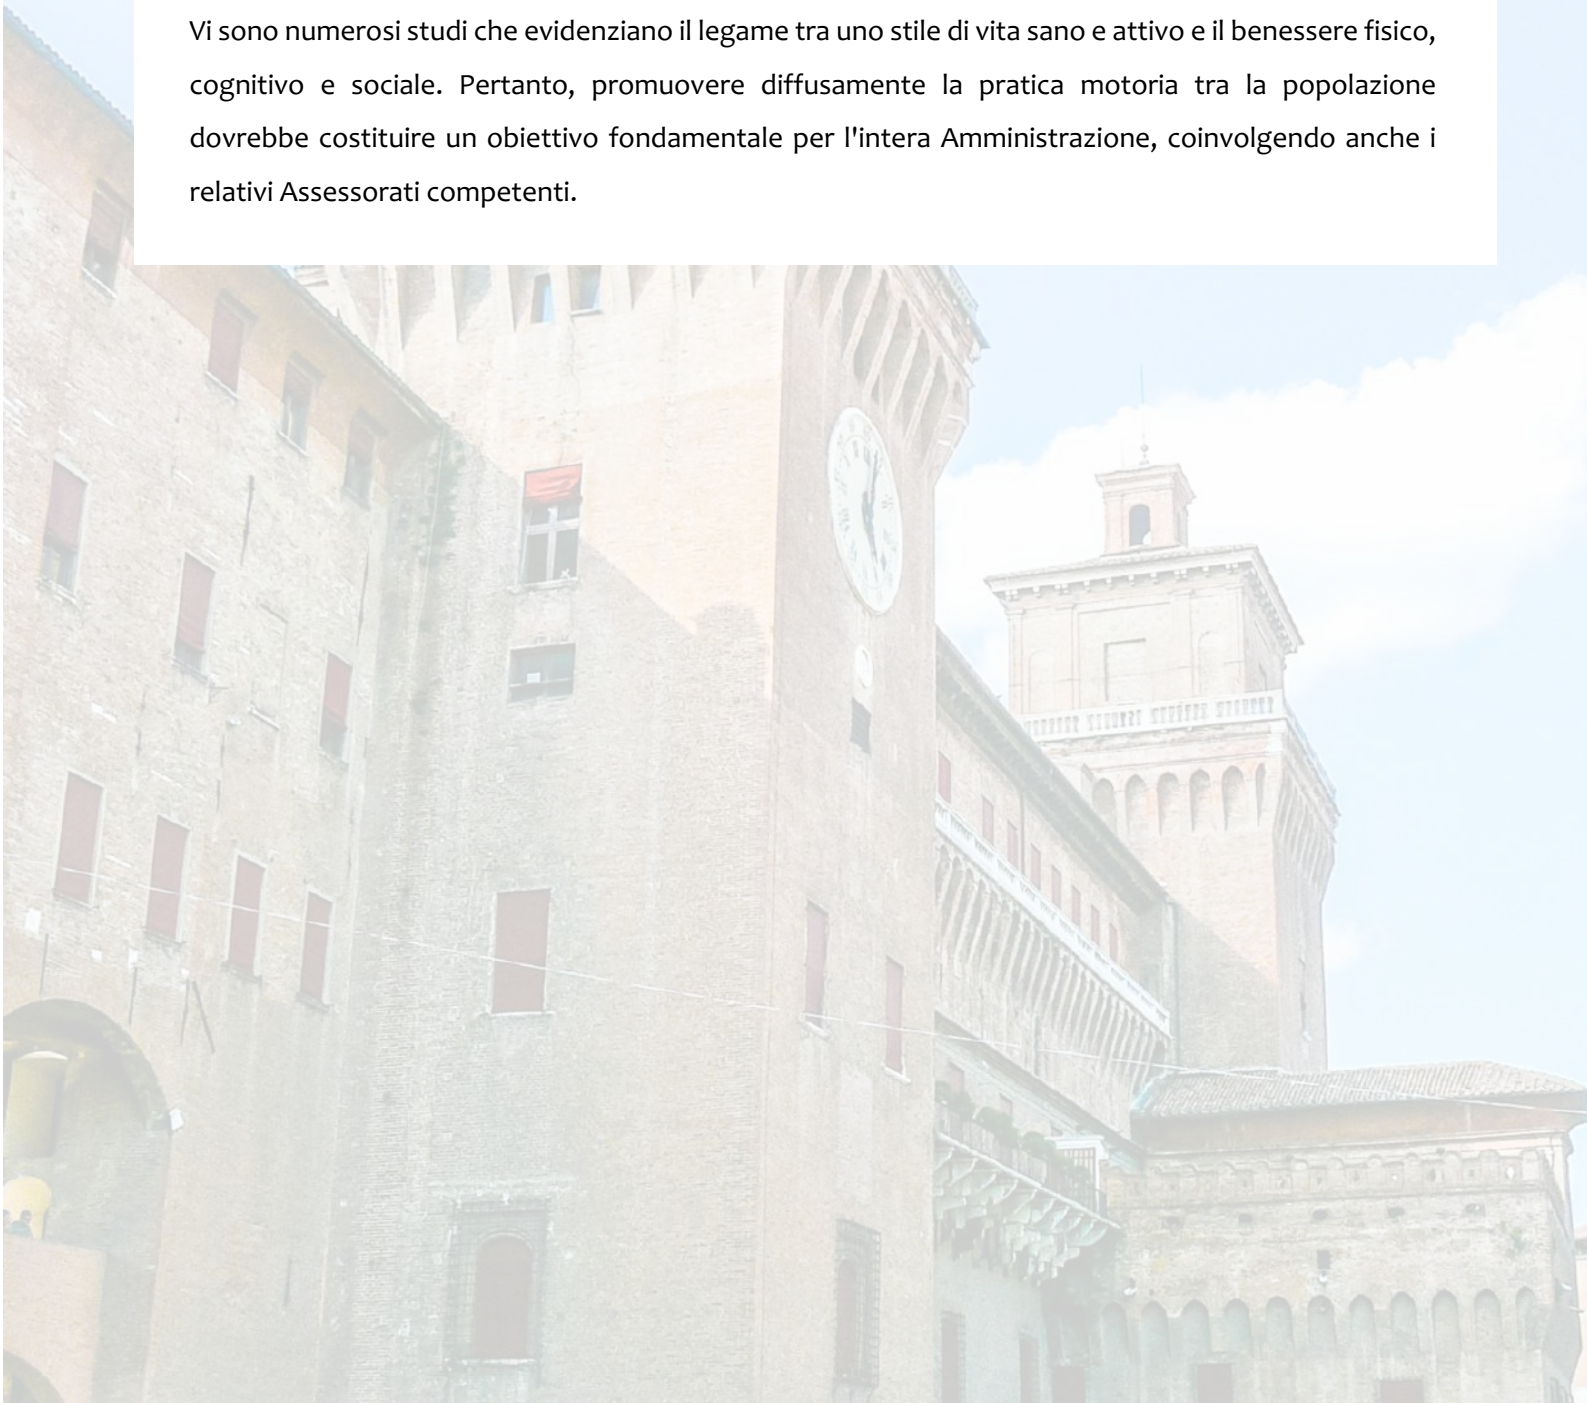 Vi sono numerosi studi che evidenziano il legame tra uno stile di vita sano e attivo e il benessere fisico,
cognitivo e sociale. Pertanto, promuovere diffusamente la pratica motoria tra la popolazione
dovrebbe costituire un obiettivo fondamentale per l'intera Amministrazione, coinvolgendo anche i
relativi Assessorati competenti.